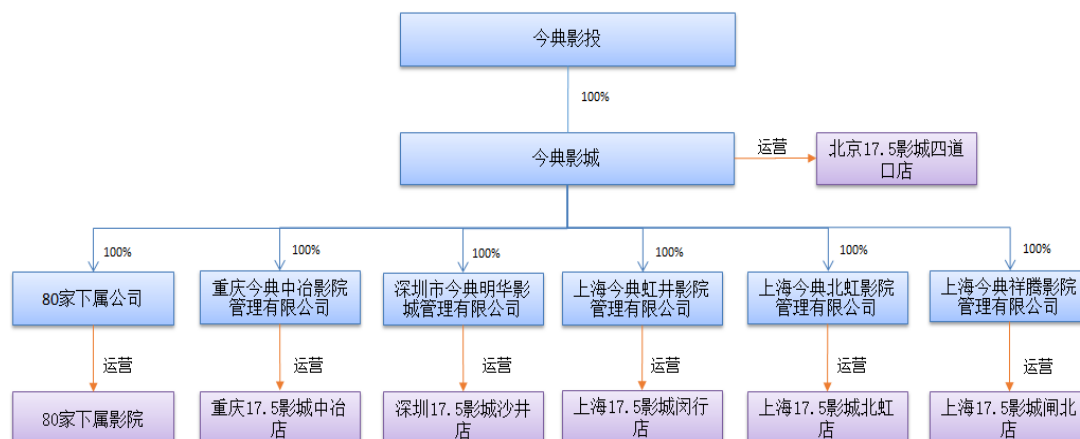 今典影投
100%
今典影城
运营
北京17.5影城四道
口店
100%
100%
100%
100%
100%
100%
80家下属公司
重庆今典中冶影院
管理有限公司
深圳市今典明华影
城管理有限公司
上海今典虹井影院
管理有限公司
上海今典北虹影院
管理有限公司
上海今典祥腾影院
管理有限公司
运营
运营
运营
运营
运营
运营
80家下属影院
重庆17.5影城中冶
店
深圳17.5影城沙井
店
上海17.5影城闵行
店
上海17.5影城北虹
店
上海17.5影城闸北
店